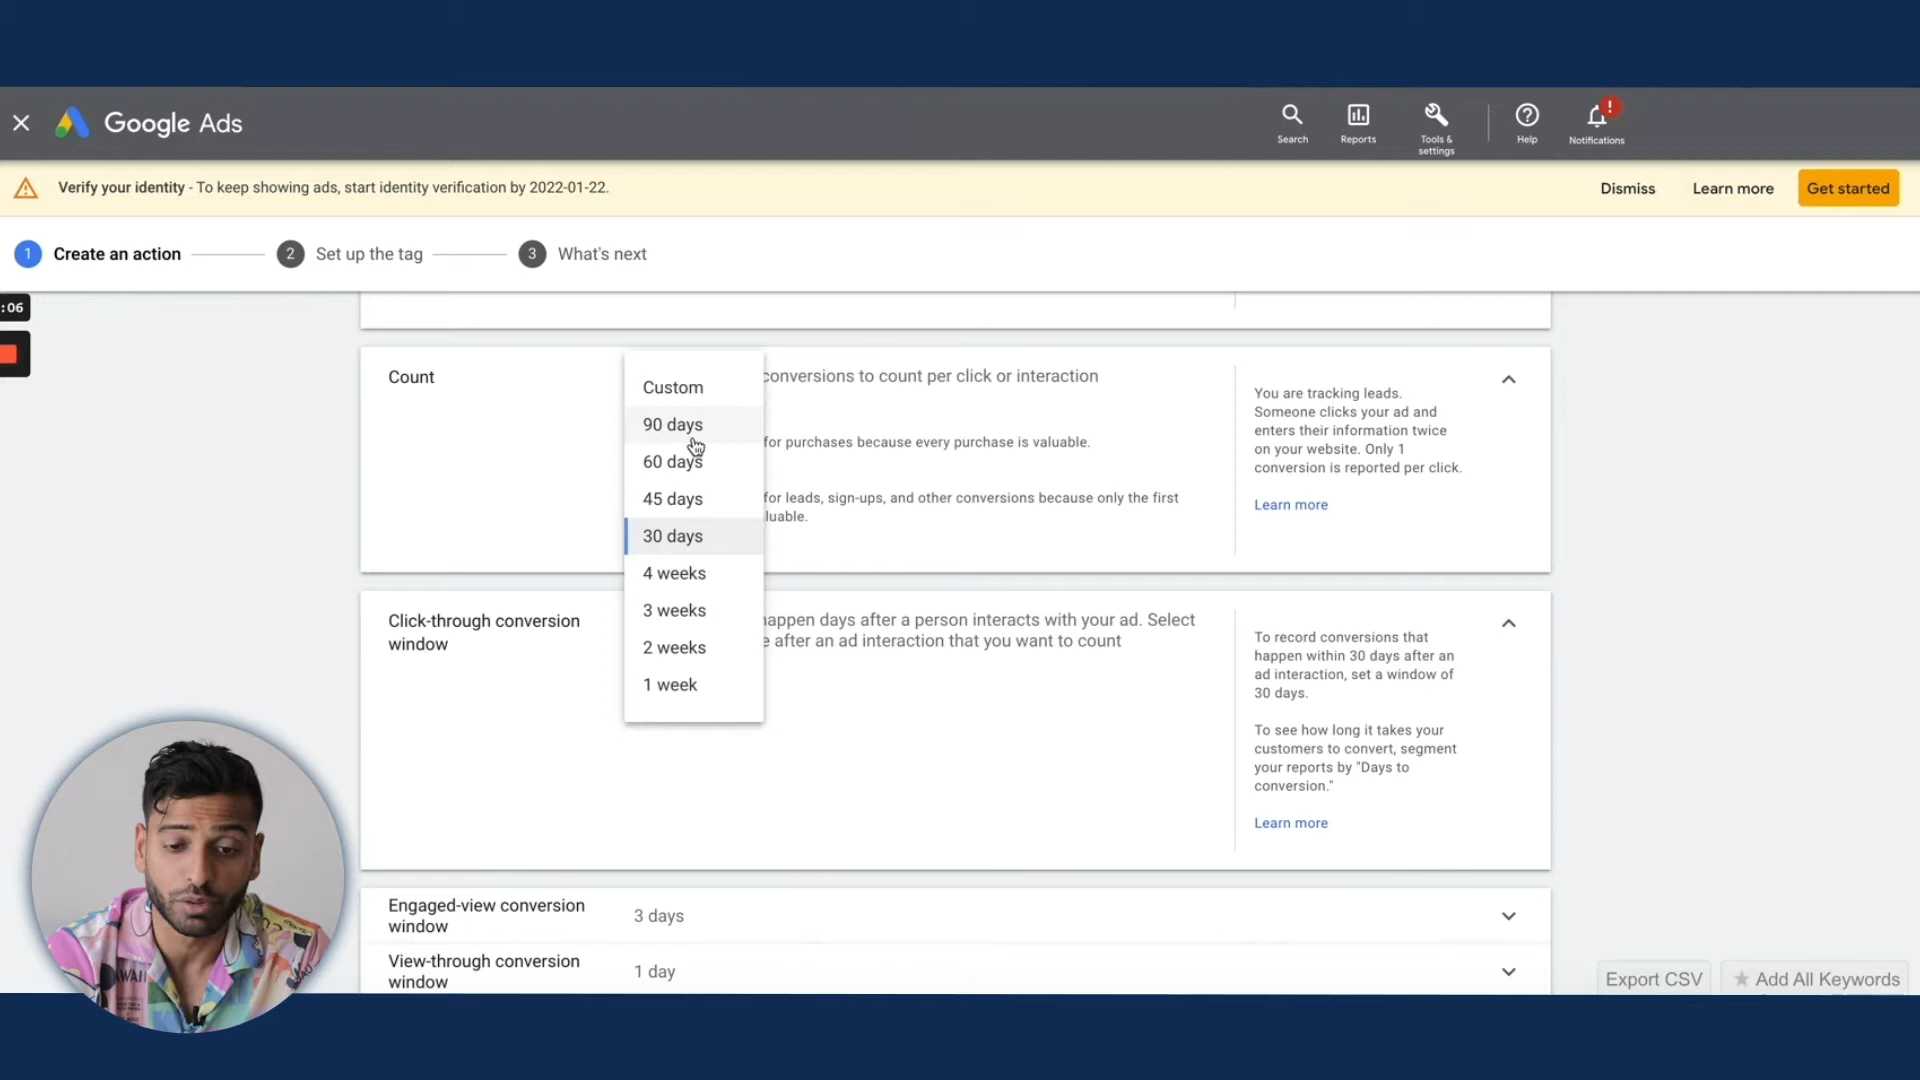 Google Ads
Search
Reports
Tools &
settings
Help
Notifications
Verify your identity - To keep showing ads, start identity verification by 2022-01-22.
Dismiss
Learn more
Get started
1 Create an action
2 Set up the tag
3 What's next
:06
Count
conversions to count per click or interaction
for purchases because every purchase is valuable.
for leads, sign-ups, and other conversions because only the first
luable.
Custom
90 days
60 days
45 days
30 days
4 weeks
3 weeks
2 weeks
1 week
You are tracking leads.
Someone clicks your ad and
enters their information twice
on your website. Only 1
conversion is reported per click.
Learn more
Click-through conversion
window
happen days after a person interacts with your ad. Select
e after an ad interaction that you want to count
To record conversions that
happen within 30 days after an
ad interaction, set a window of
30 days.
To see how long it takes your
customers to convert, segment
your reports by "Days to
conversion."
Learn more
Engaged-view conversion
window
3 days
View-through conversion
window
1 day
Export CSV
Add All Keywords